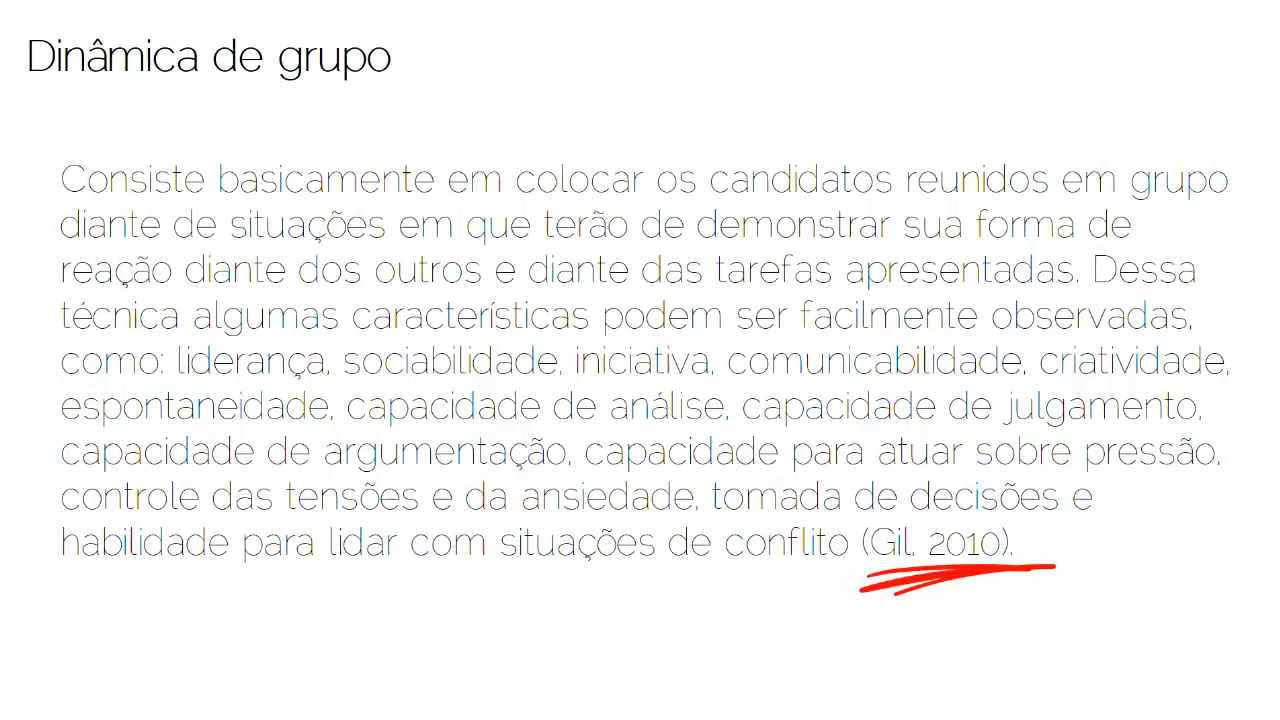 Dinâmica de grupo
Consiste basicamente em colocar os candidatos reunidos em grupo
diante de situações em que terão de demonstrar sua forma de
reação diante dos outros e diante das tarefas apresentadas. Dessa
técnica algumas características podem ser facilmente observadas,
como: liderança, sociabilidade, iniciativa, comunicabilidade, criatividade,
espontaneidade, capacidade de análise, capacidade de julgamento,
capacidade de argumentação, capacidade para atuar sobre pressão,
controle das tensões e da ansiedade, tomada de decisões e
habilidade para lidar com situações de conflito (Gil, 2010).